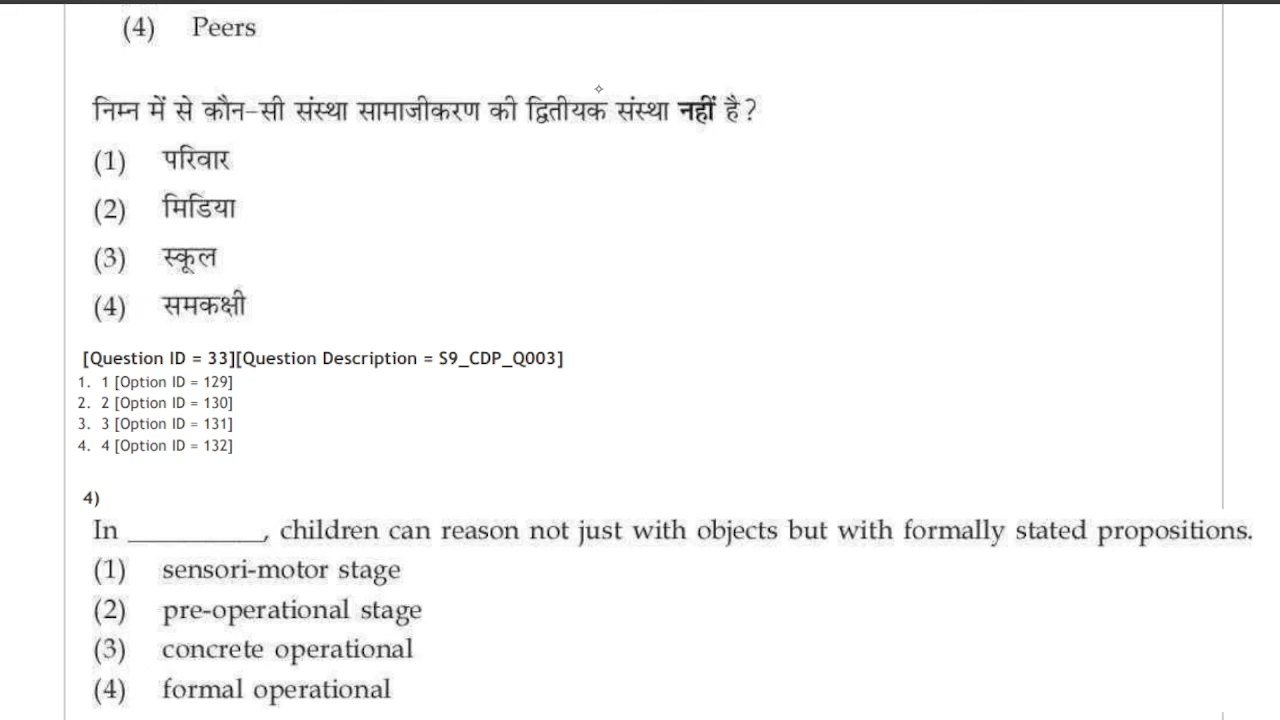 (4) Peers
निम्न में से कौन-सी संस्था सामाजीकरण की द्वितीयक संस्था नहीं है?
(1) परिवार
(2) मिडिया
(3) स्कूल
(4) समकक्षी
[Question ID = 33][Question Description = S9_CDP_Q003]
1. 1 [Option ID = 129]
2. 2 [Option ID = 130]
3. 3 [Option ID = 131]
4. 4 [Option ID = 132]
4)
In __________, children can reason not just with objects but with formally stated propositions.
(1) sensori-motor stage
(2) pre-operational stage
(3) concrete operational
(4) formal operational